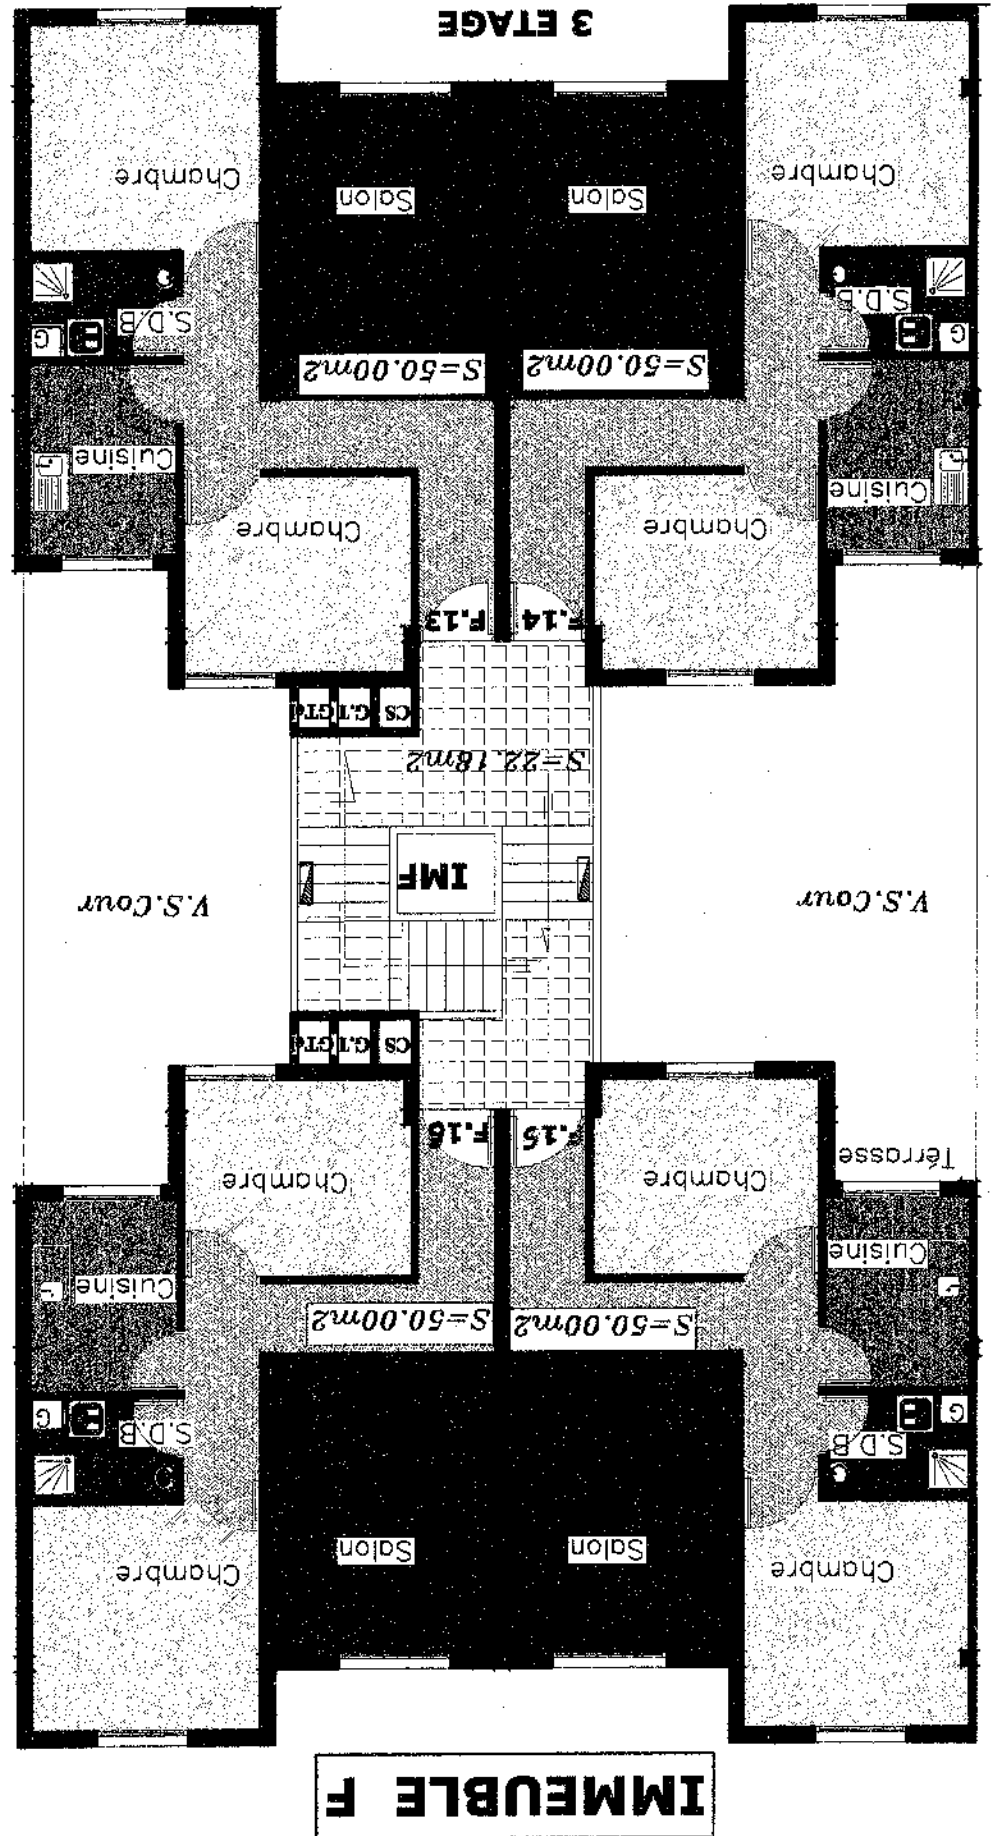 IMMEUBLE F
Chambre
Chambre
Salon
Salon
S.D.B
S.D.B
G
G
S=50.00m2
S=50.00m2
Cuisine
Cuisine
Chambre
Chambre
Térrasse
F.15
F.16
CS
G.T
GTé
V.S.Cour
IMF
V.S.Cour
S=22.18m2
CS
G.T
GTé
F.14
F.13
Chambre
Chambre
Cuisine
Cuisine
S=50.00m2
S=50.00m2
G
G
S.D.B
S.D.B
Salon
Salon
Chambre
Chambre
3 ETAGE